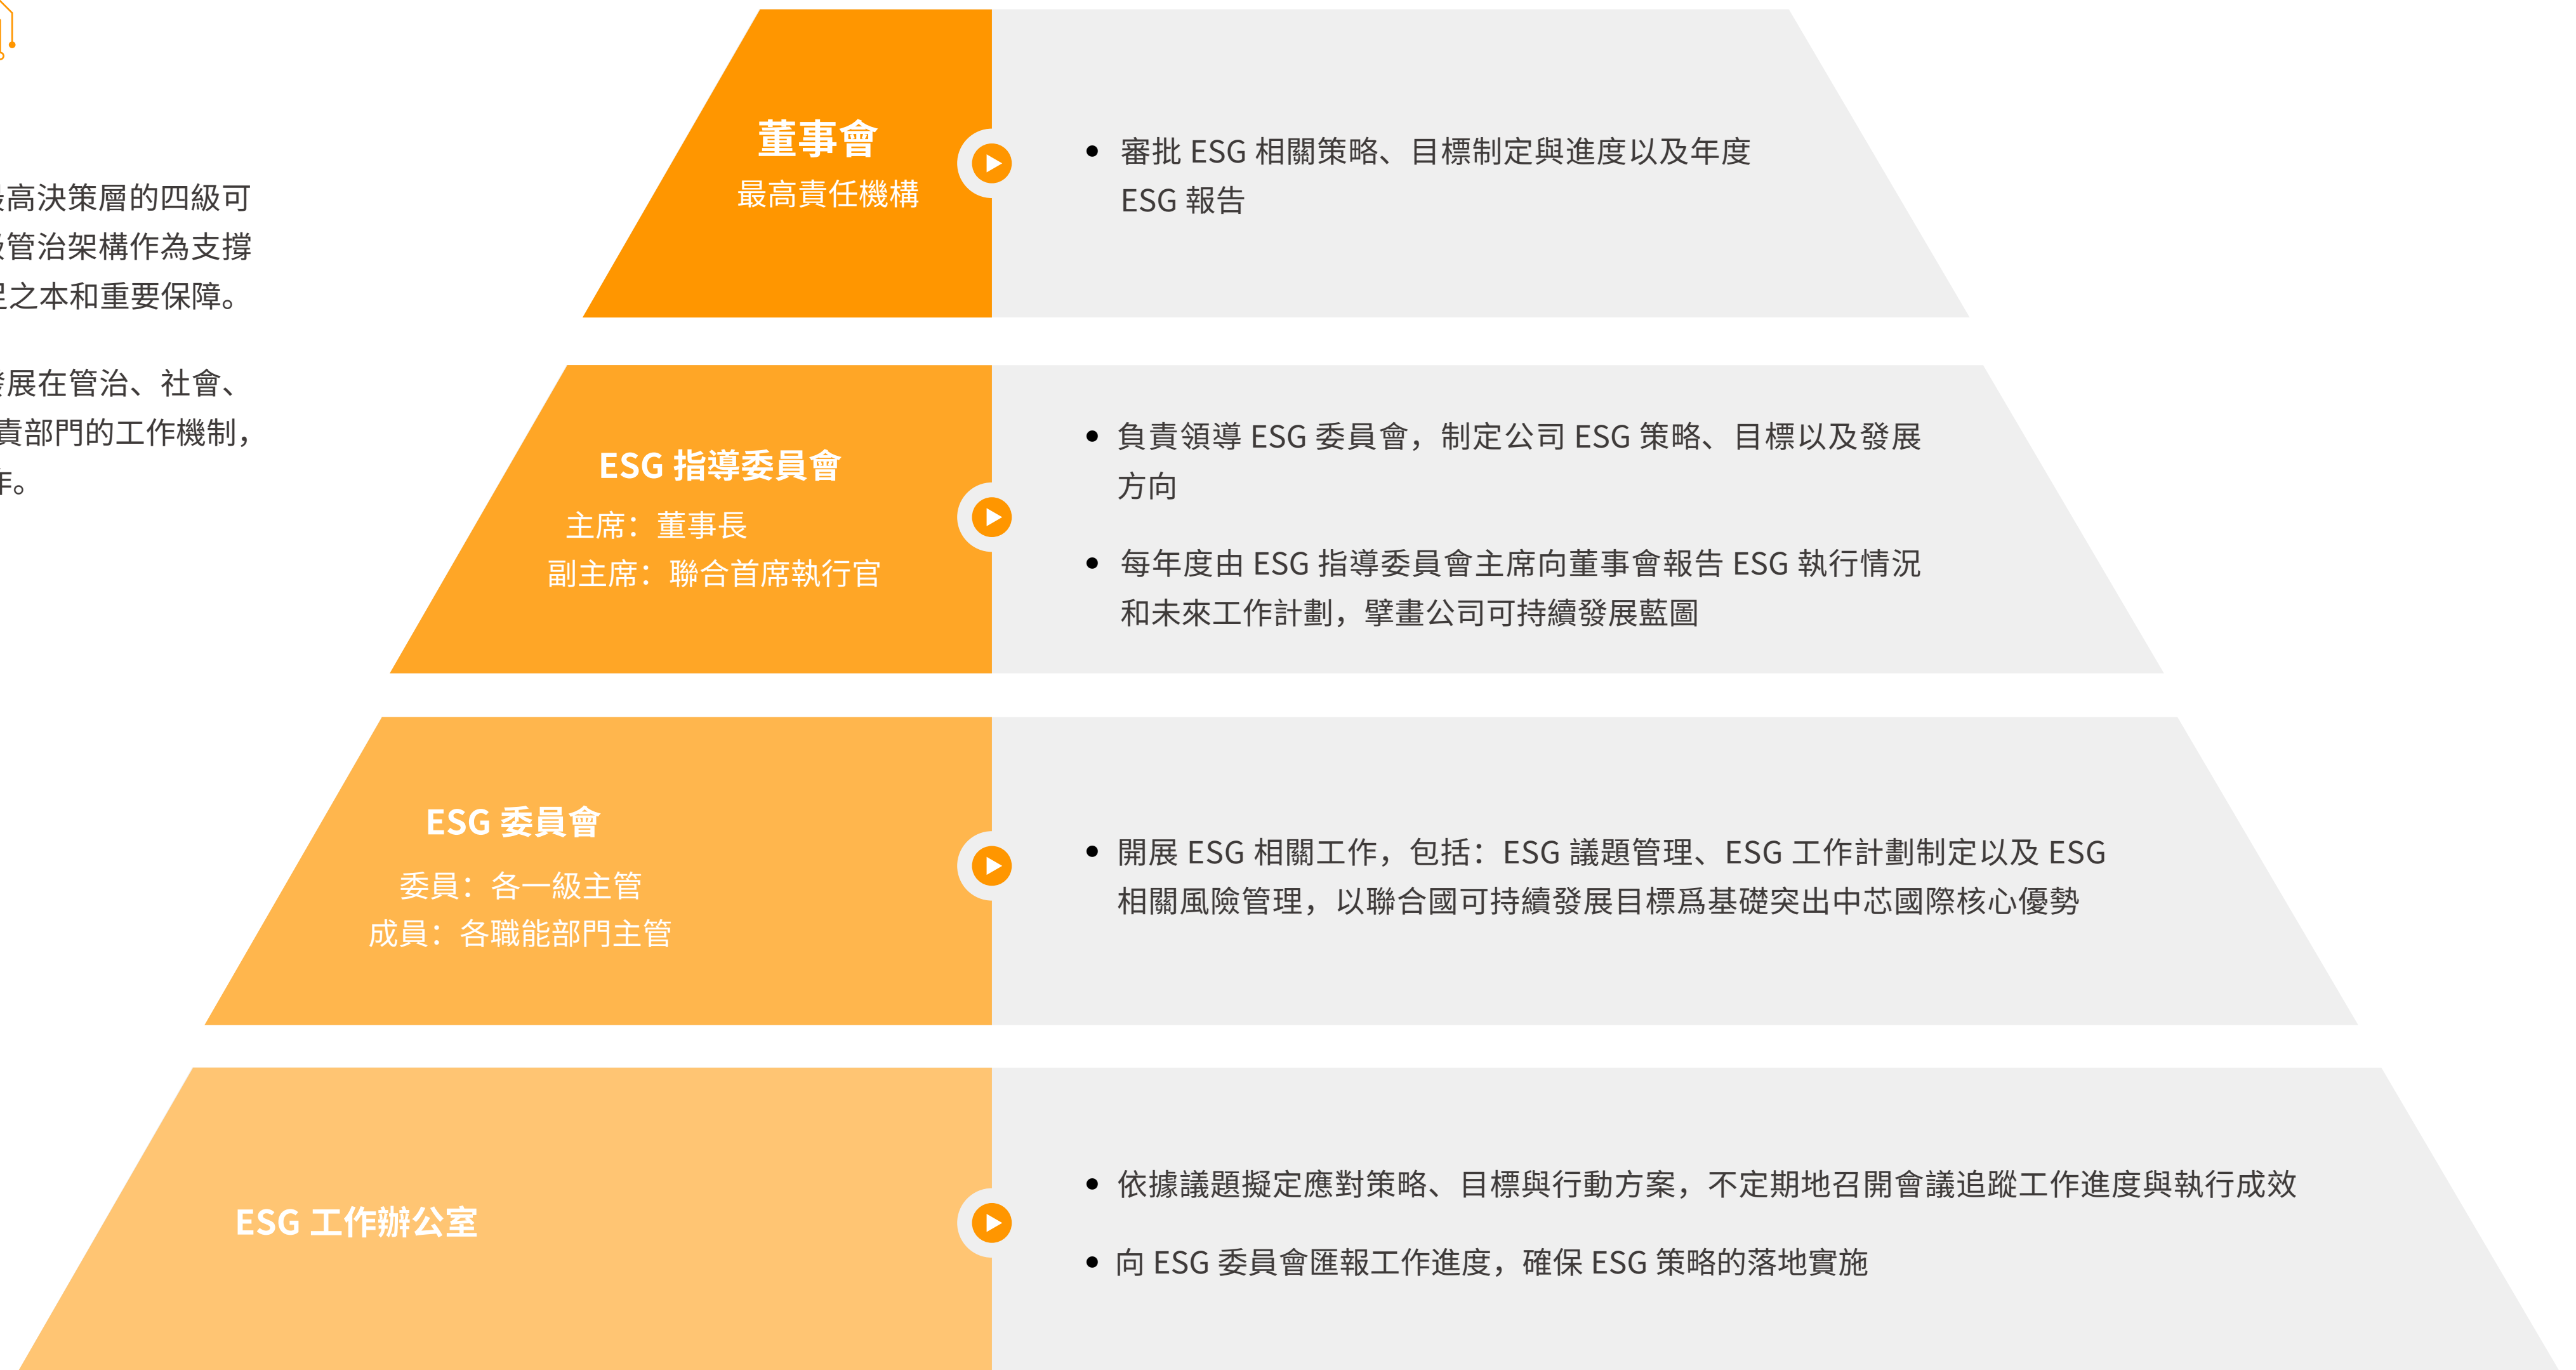 高決策層的四級可
管治架構作為支撐
之本和重要保障。
展在管治、社會、
責部門的工作機制，
作。
董事會
最高責任機構
審批 ESG 相關策略、目標制定與進度以及年度
ESG 報告
ESG 指導委員會
主席：董事長
副主席：聯合首席執行官
負責領導 ESG 委員會，制定公司 ESG 策略、目標以及發展
方向
每年度由 ESG 指導委員會主席向董事會報告 ESG 執行情況
和未來工作計劃，擘畫公司可持續發展藍圖
ESG 委員會
委員：各一級主管
成員：各職能部門主管
開展 ESG 相關工作，包括：ESG 議題管理、ESG 工作計劃制定以及 ESG
相關風險管理，以聯合國可持續發展目標爲基礎突出中芯國際核心優勢
ESG 工作辦公室
依據議題擬定應對策略、目標與行動方案，不定期地召開會議追蹤工作進度與執行成效
向 ESG 委員會匯報工作進度，確保 ESG 策略的落地實施